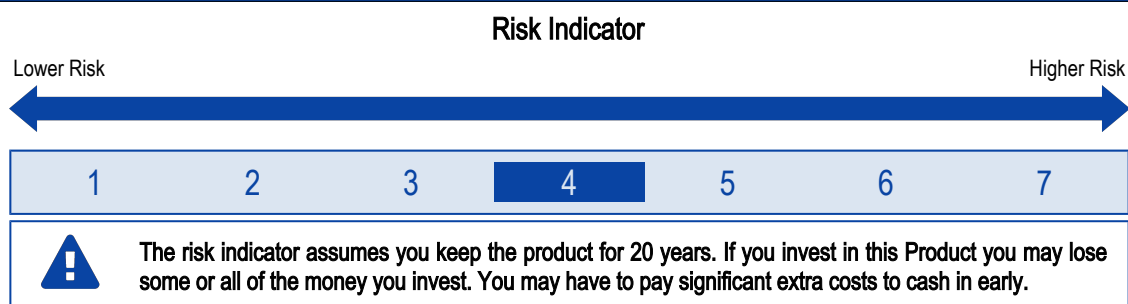 Risk Indicator
Lower Risk Higher Risk
1 2 3 4 5 6 7
The risk indicator assumes you keep the product for 20 years. If you invest in this Product you may lose
some or all of the money you invest. You may have to pay significant extra costs to cash in early.